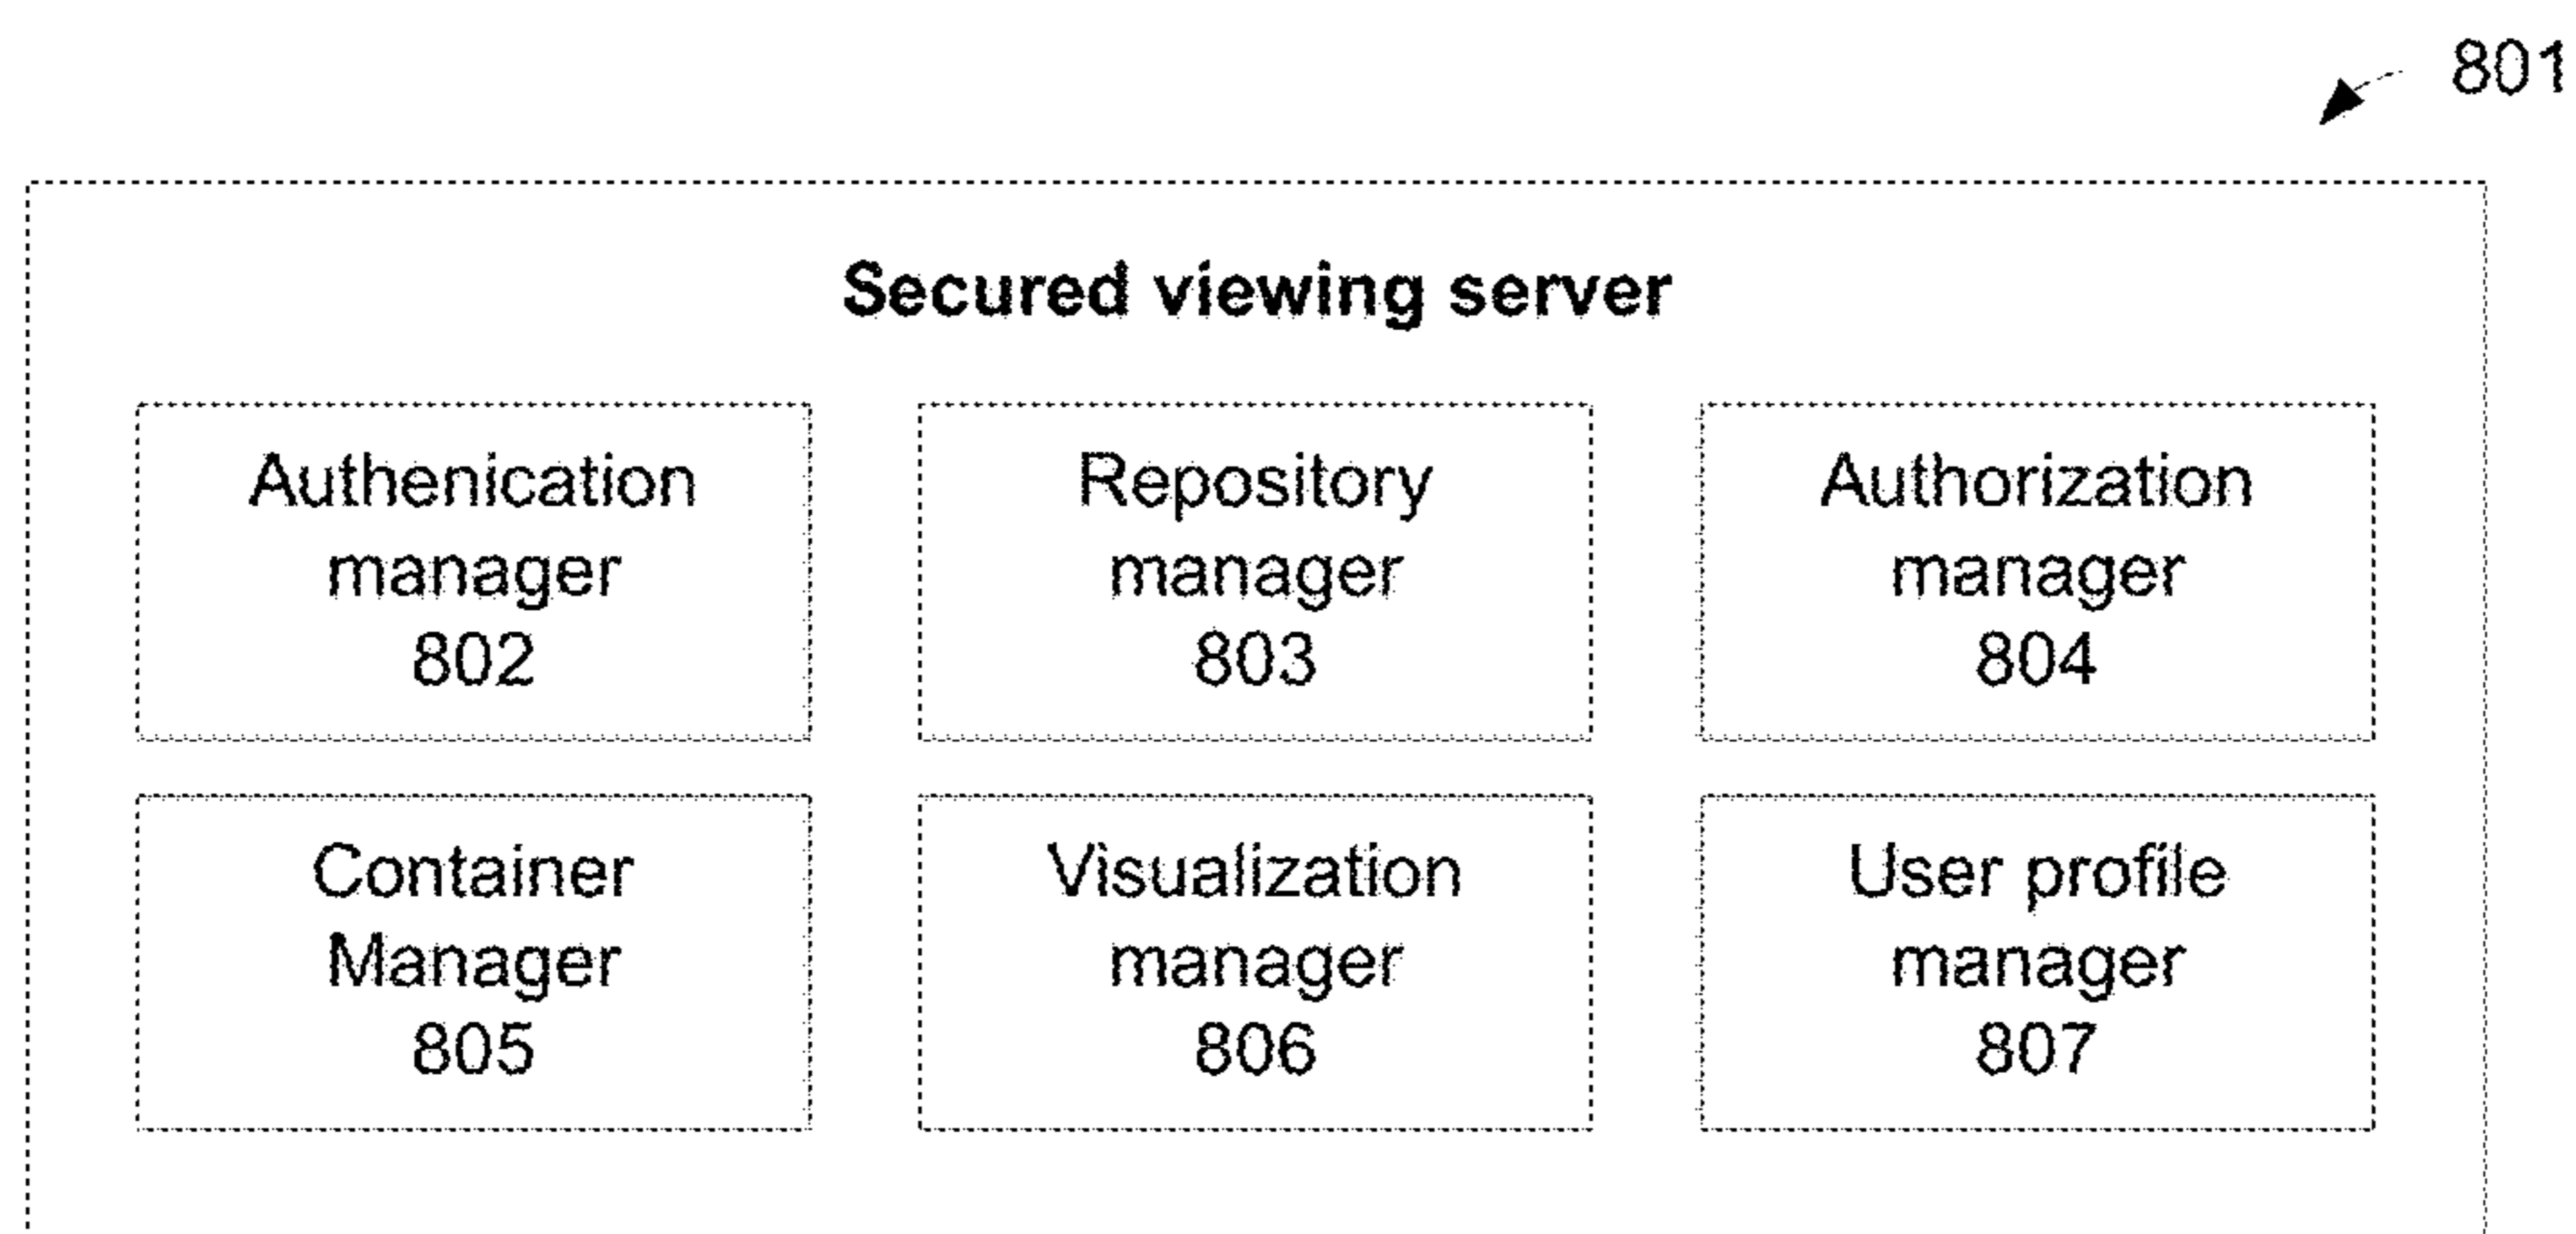 801
Secured viewing server
Authenication
manager
802
Repository
manager
803
Authorization
manager
804
Container
Manager
805
Visualization
manager
806
User profile
manager
807